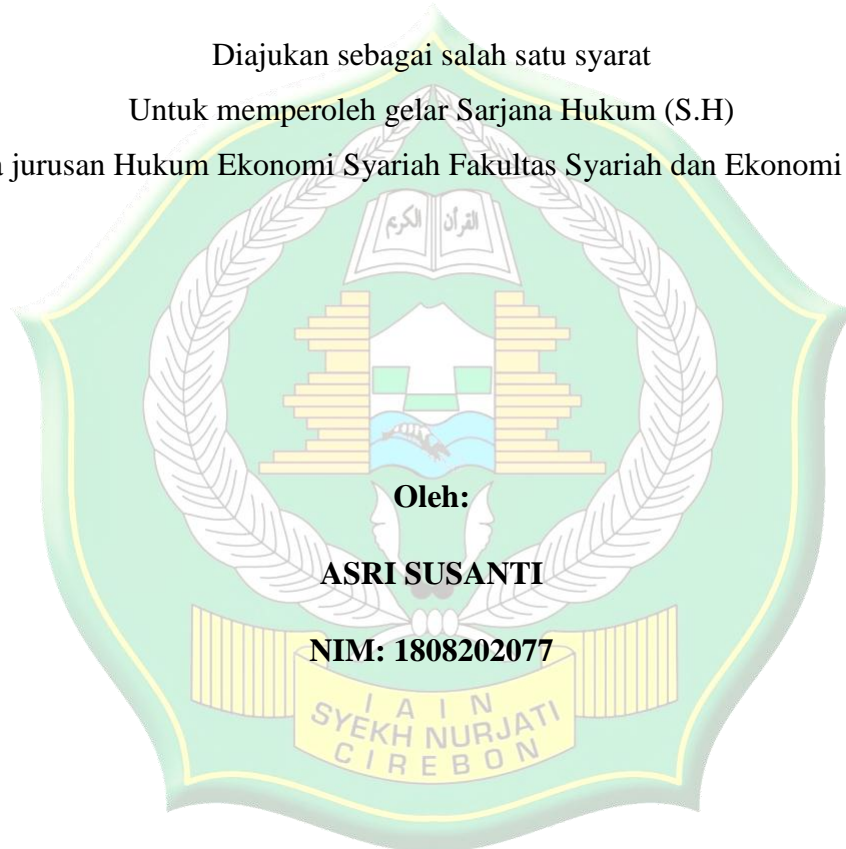 Diajukan sebagai salah satu syarat
Untuk memperoleh gelar Sarjana Hukum (S.H)
jurusan Hukum Ekonomi Syariah Fakultas Syariah dan Ekonomi
القرأن الكريم
Oleh:
ASRI SUSANTI
NIM: 1808202077
IAIN
SYEKH NURJATI
CIREBON